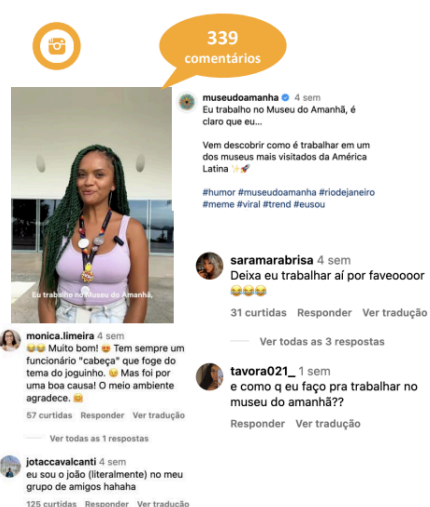 339
comentários
museudoamanha 4 sem
Eu trabalho no Museu do Amanhã, é
claro que eu...
Vem descobrir como é trabalhar em um
dos museus mais visitados da América
Latina ✨🚀
#humor #museudoamanha #riodejaneiro
#meme #viral #trend #eusou
Eu trabalho no Museu do Amanhã,
saramarabrisa 4 sem
Deixa eu trabalhar aí por faveoooor
😂😂😂
31 curtidas Responder Ver tradução
Ver todas as 3 respostas
monica.limeira 4 sem
😂😂 Muito bom! 😍 Tem sempre um
funcionário "cabeça" que foge do
tema do joguinho. 😉 Mas foi por
uma boa causa! O meio ambiente
agradece. 🤗
57 curtidas Responder Ver tradução
Ver todas as 1 respostas
tavora021_ 1 sem
e como q eu faço pra trabalhar no
museu do amanhã??
Responder Ver tradução
jotaccavalcanti 4 sem
eu sou o joão (literalmente) no meu
grupo de amigos hahaha
125 curtidas Responder Ver tradução